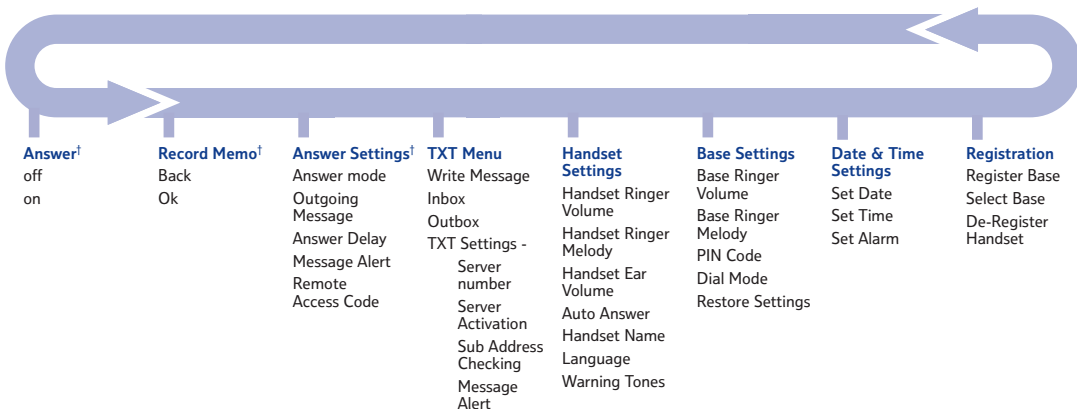 Answer†
off
on
Record Memo†
Back
Ok
Answer Settings†
Answer mode
Outgoing
Message
Answer Delay
Message Alert
Remote
Access Code
TXT Menu
Write Message
Inbox
Outbox
TXT Settings -
Server
number
Server
Activation
Sub Address
Checking
Message
Alert
Handset
Settings
Handset Ringer
Volume
Handset Ringer
Melody
Handset Ear
Volume
Auto Answer
Handset Name
Language
Warning Tones
Base Settings
Base Ringer
Volume
Base Ringer
Melody
PIN Code
Dial Mode
Restore Settings
Date & Time
Settings
Set Date
Set Time
Set Alarm
Registration
Register Base
Select Base
De-Register
Handset